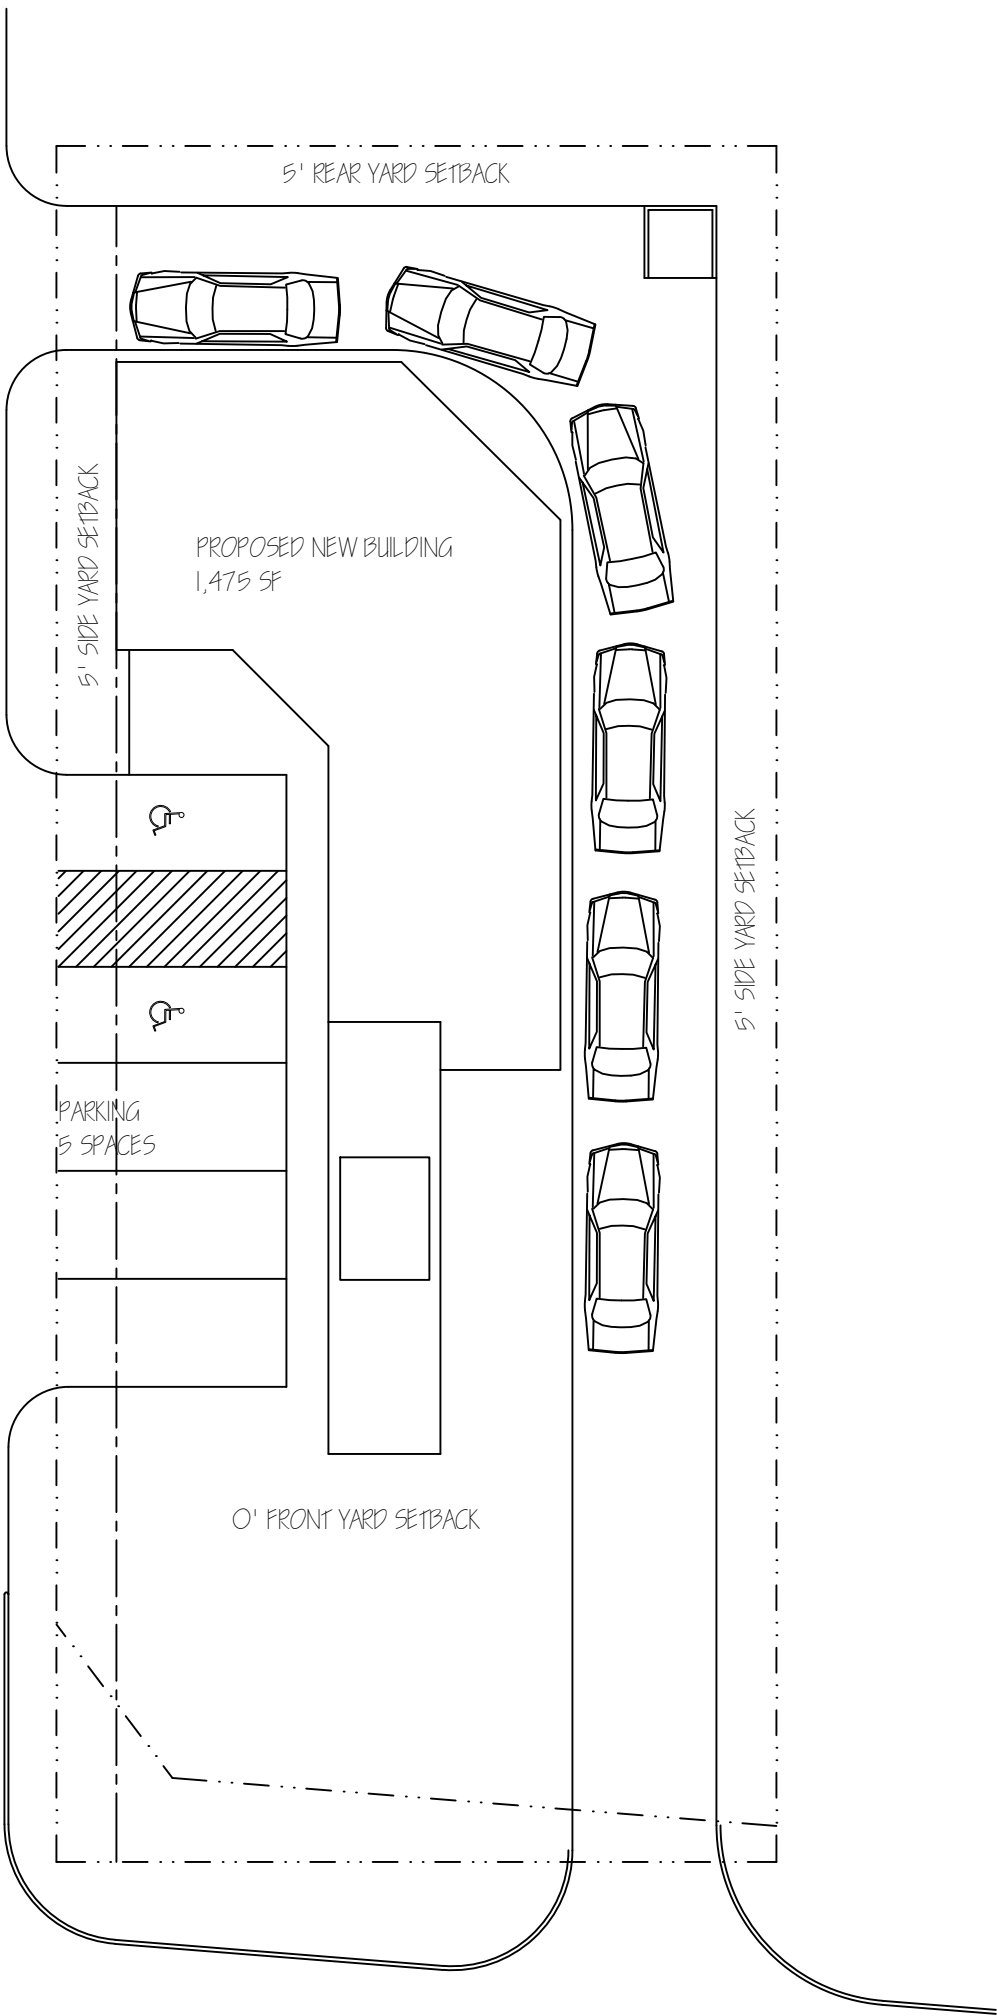 5' REAR YARD SETBACK
5' SIDE YARD SETBACK
PROPOSED NEW BUILDING
1,475 SF
5' SIDE YARD SETBACK
PARKING
5 SPACES
0' FRONT YARD SETBACK